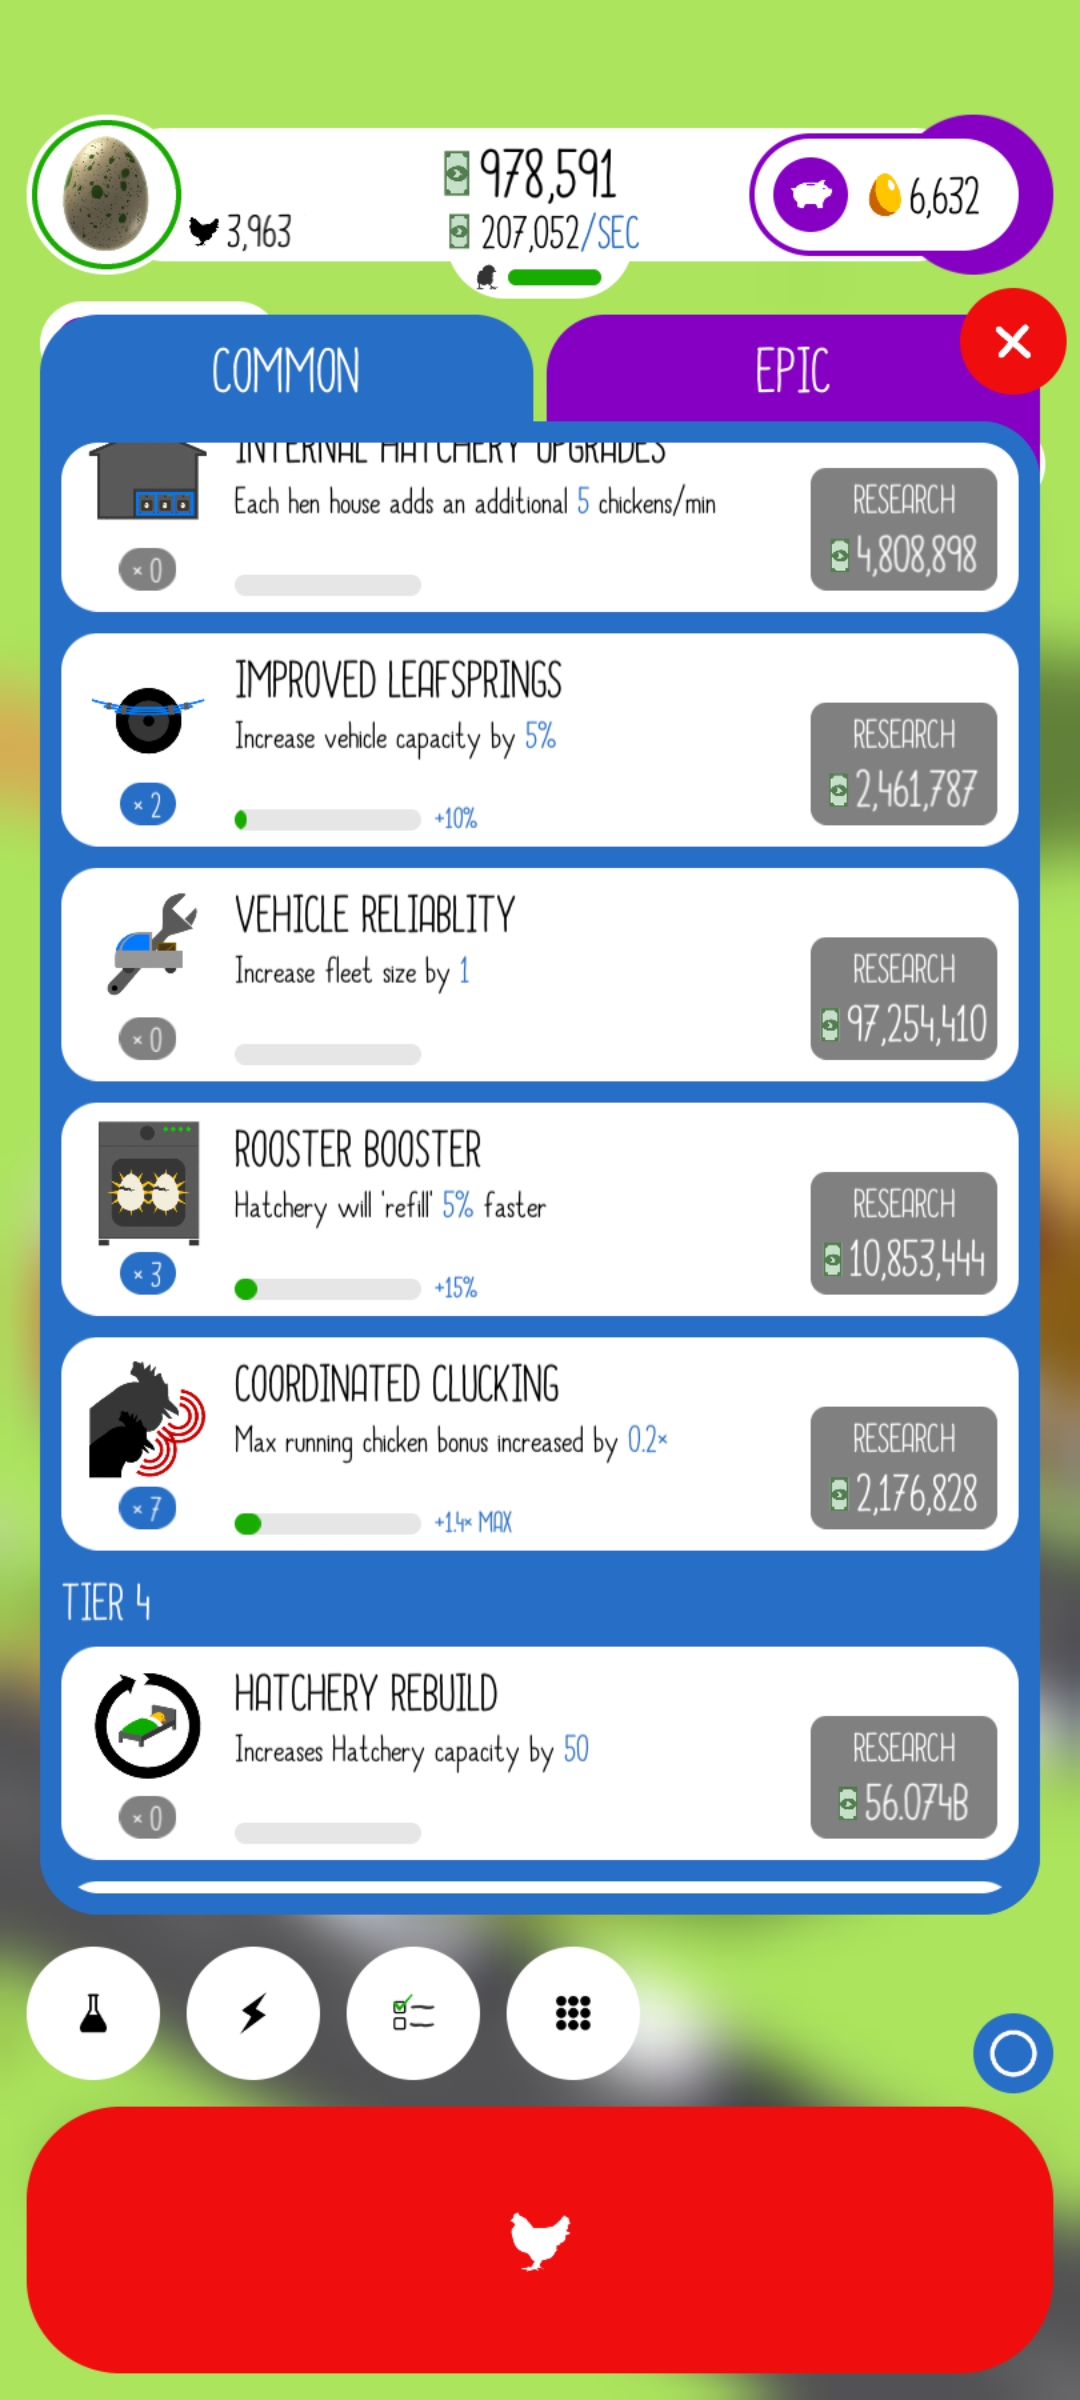 978,591
6,632
3,963
207,052/SEC
COMMON
EPIC
INTERNAL HATCHERY UPGRADES
Each hen house adds an additional 5 chickens/min
RESEARCH
4,808,898
× 0
IMPROVED LEAFSPRINGS
Increase vehicle capacity by 5%
RESEARCH
2,461,787
× 2
+10%
VEHICLE RELIABLITY
Increase fleet size by 1
RESEARCH
97,254,410
× 0
ROOSTER BOOSTER
Hatchery will 'refill' 5% faster
RESEARCH
10,853,444
× 3
+15%
COORDINATED CLUCKING
Max running chicken bonus increased by 0.2×
RESEARCH
2,176,828
× 7
+1.4× MAX
TIER 4
HATCHERY REBUILD
Increases Hatchery capacity by 50
RESEARCH
56.074B
× 0